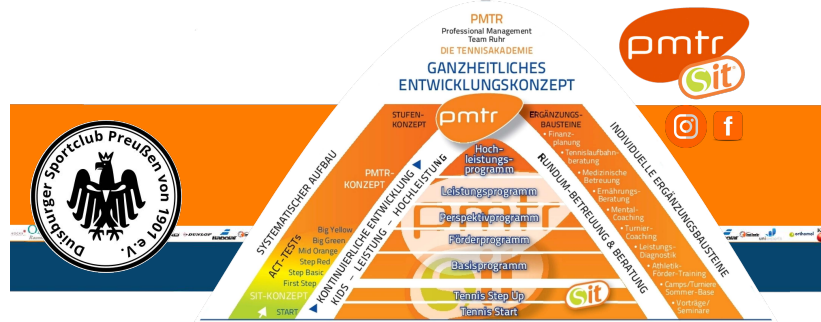 PMTR
Professional Management
Team Ruhr
DIE TENNISAKADEMIE
GANZHEITLICHES
ENTWICKLUNGSKONZEPT
pmtr
Sit
f
Duisburger Sportclub Preußen von 1901 e.V.
STUFEN-
KONZEPT
pmtr
ERGÄNZUNGS-
BAUSTEINE
SYSTEMATISCHER AUFBAU
PMTR-
KONZEPT
ACT-TESTs
Big Yellow
Big Green
Mid Orange
Step Red
Step Basic
First Step
SIT-KONZEPT
START
KONTINUIERLICHE ENTWICKLUNG
KIDS – LEISTUNG – HOCHLEISTUNG
Hoch-
leistungs-
programm
Leistungsprogramm
Perspektivprogramm
Förderprogramm
Basisprogramm
Tennis Step Up
Tennis Start
Sit
RUNDUM-BETREUUNG & BERATUNG
• Finanz-
planung
• Tennislaufbahn-
beratung
• Medizinische
Betreuung
• Ernährungs-
Beratung
• Mental-
Coaching
• Turnier-
Coaching
• Leistungs-
Diagnostik
• Athletik-
Förder-Training
• Camps/Turniere
Sommer-Base
• Vorträge/
Seminare
INDIVIDUELLE ERGÄNZUNGSBAUSTEINE
DUNLOP